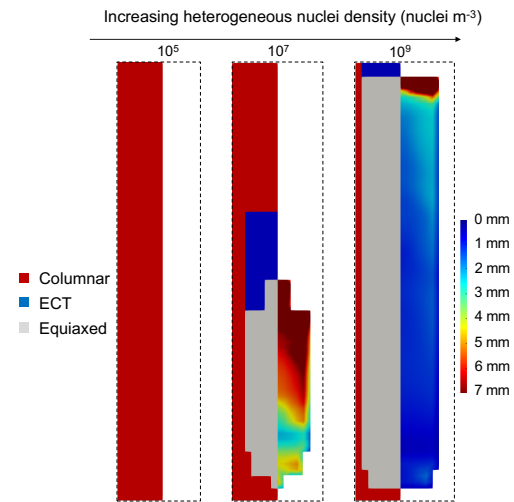 Increasing heterogeneous nuclei density (nuclei m⁻³)
10⁵ 10⁷ 10⁹
0 mm
1 mm
2 mm
3 mm
4 mm
5 mm
6 mm
7 mm
Columnar
ECT
Equiaxed